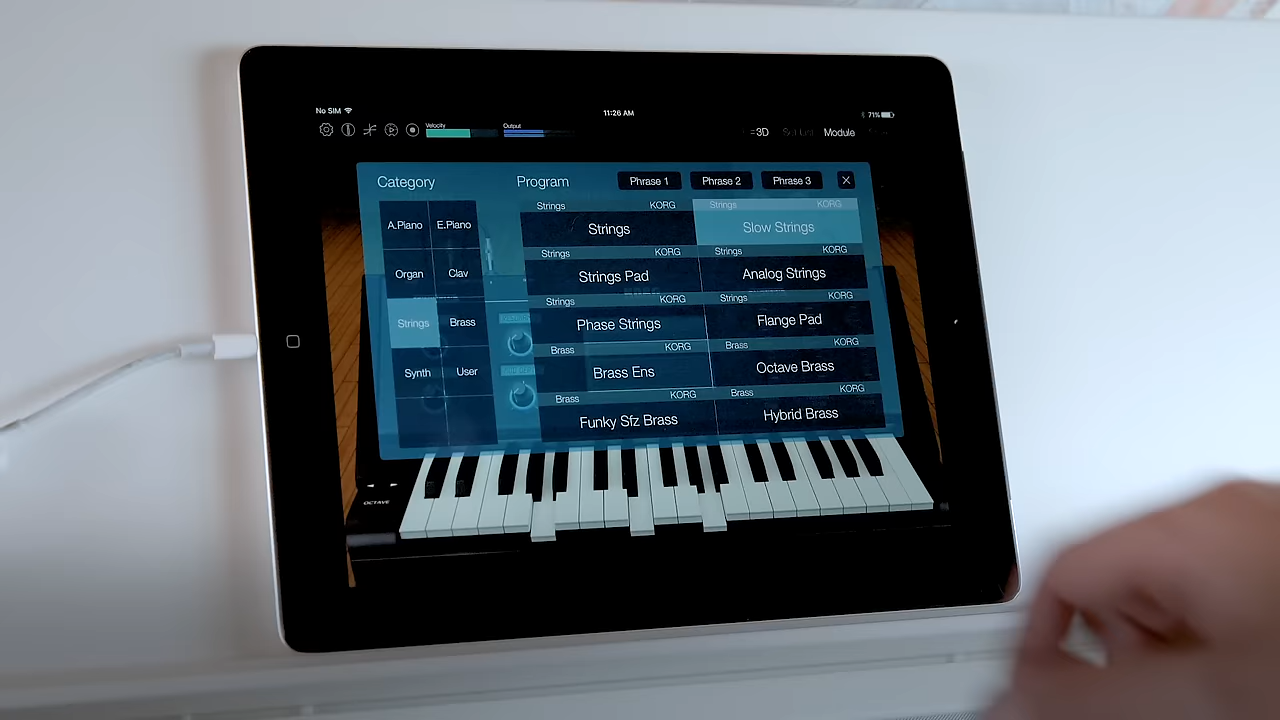 No SIM 11:26 AM 71%
Velocity Output =3D Set List Module
Category Program Phrase 1 Phrase 2 Phrase 3 X
Strings KORG Strings KORG
A.Piano E.Piano Strings Slow Strings
Strings KORG Strings KORG
Organ Clav Strings Pad Analog Strings
Strings KORG Strings KORG
Strings Brass Phase Strings Flange Pad
Brass KORG Brass KORG
Synth User Brass Ens Octave Brass
Brass KORG Brass KORG
Funky Sfz Brass Hybrid Brass
OCTAVE